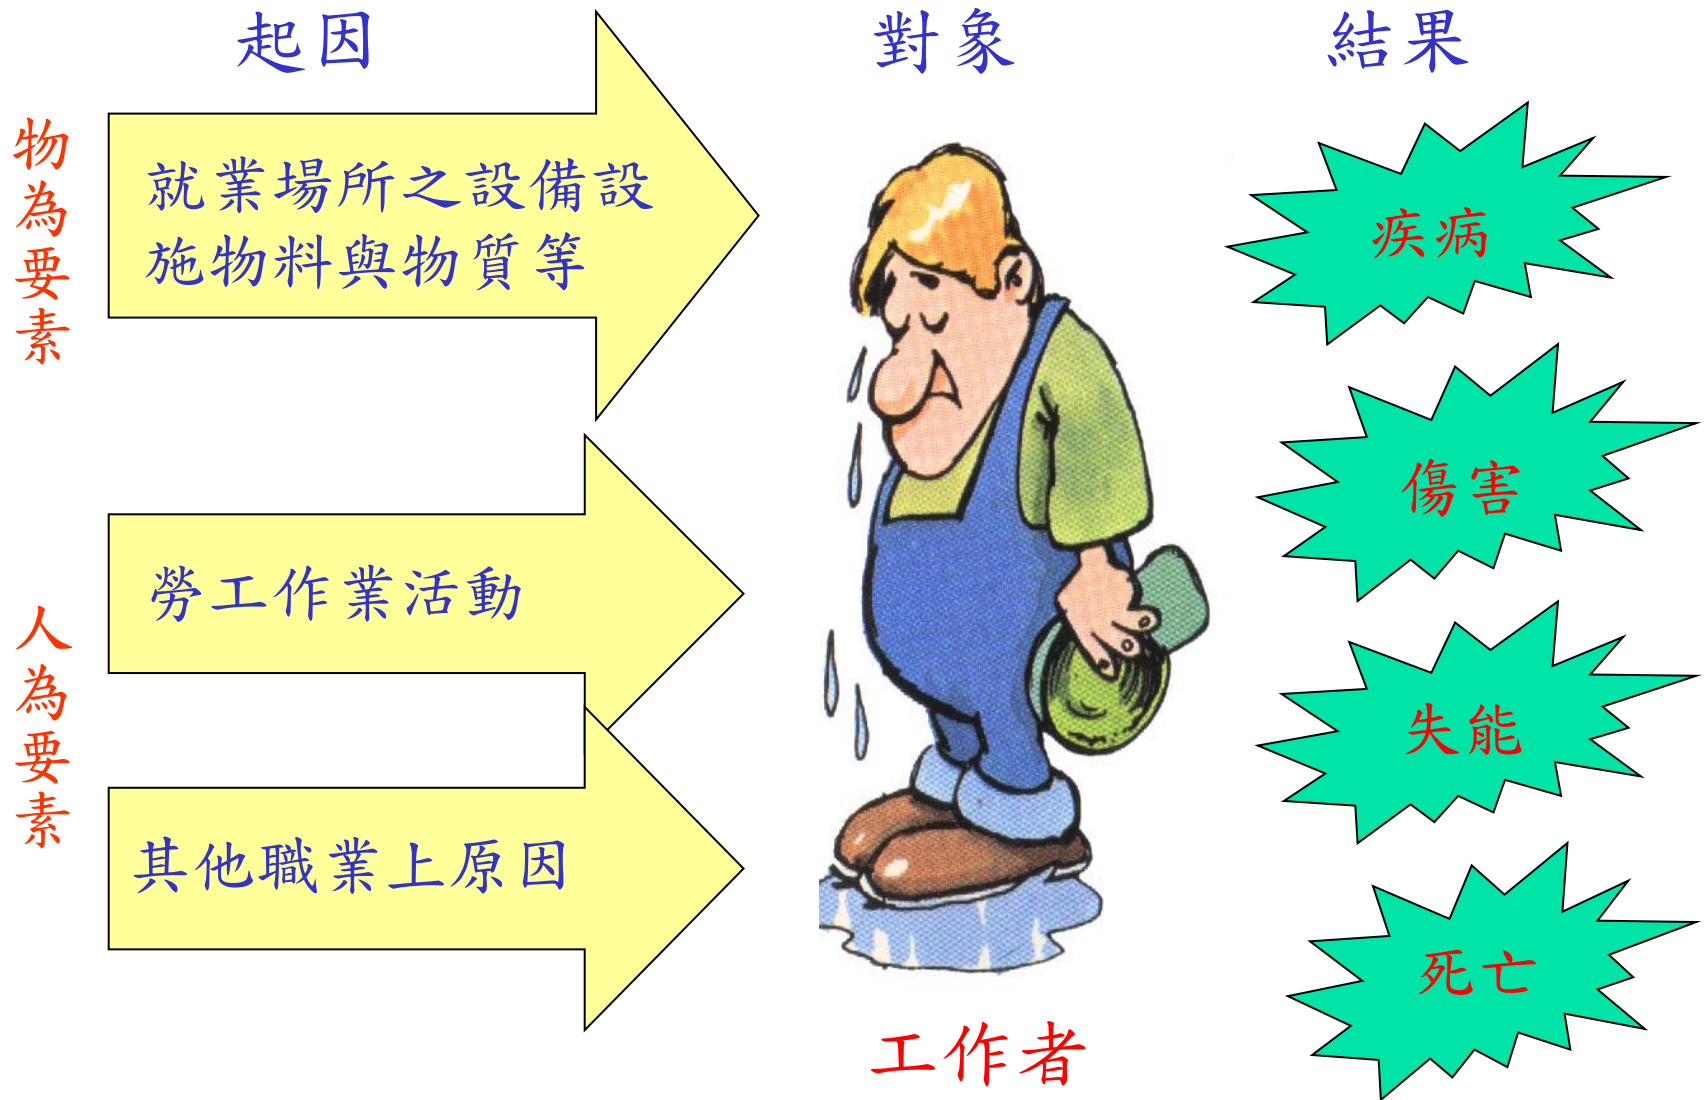 起因
對象
結果
物為要素
就業場所之設備設
施物料與物質等
人為要素
勞工作業活動
其他職業上原因
工作者
疾病
傷害
失能
死亡